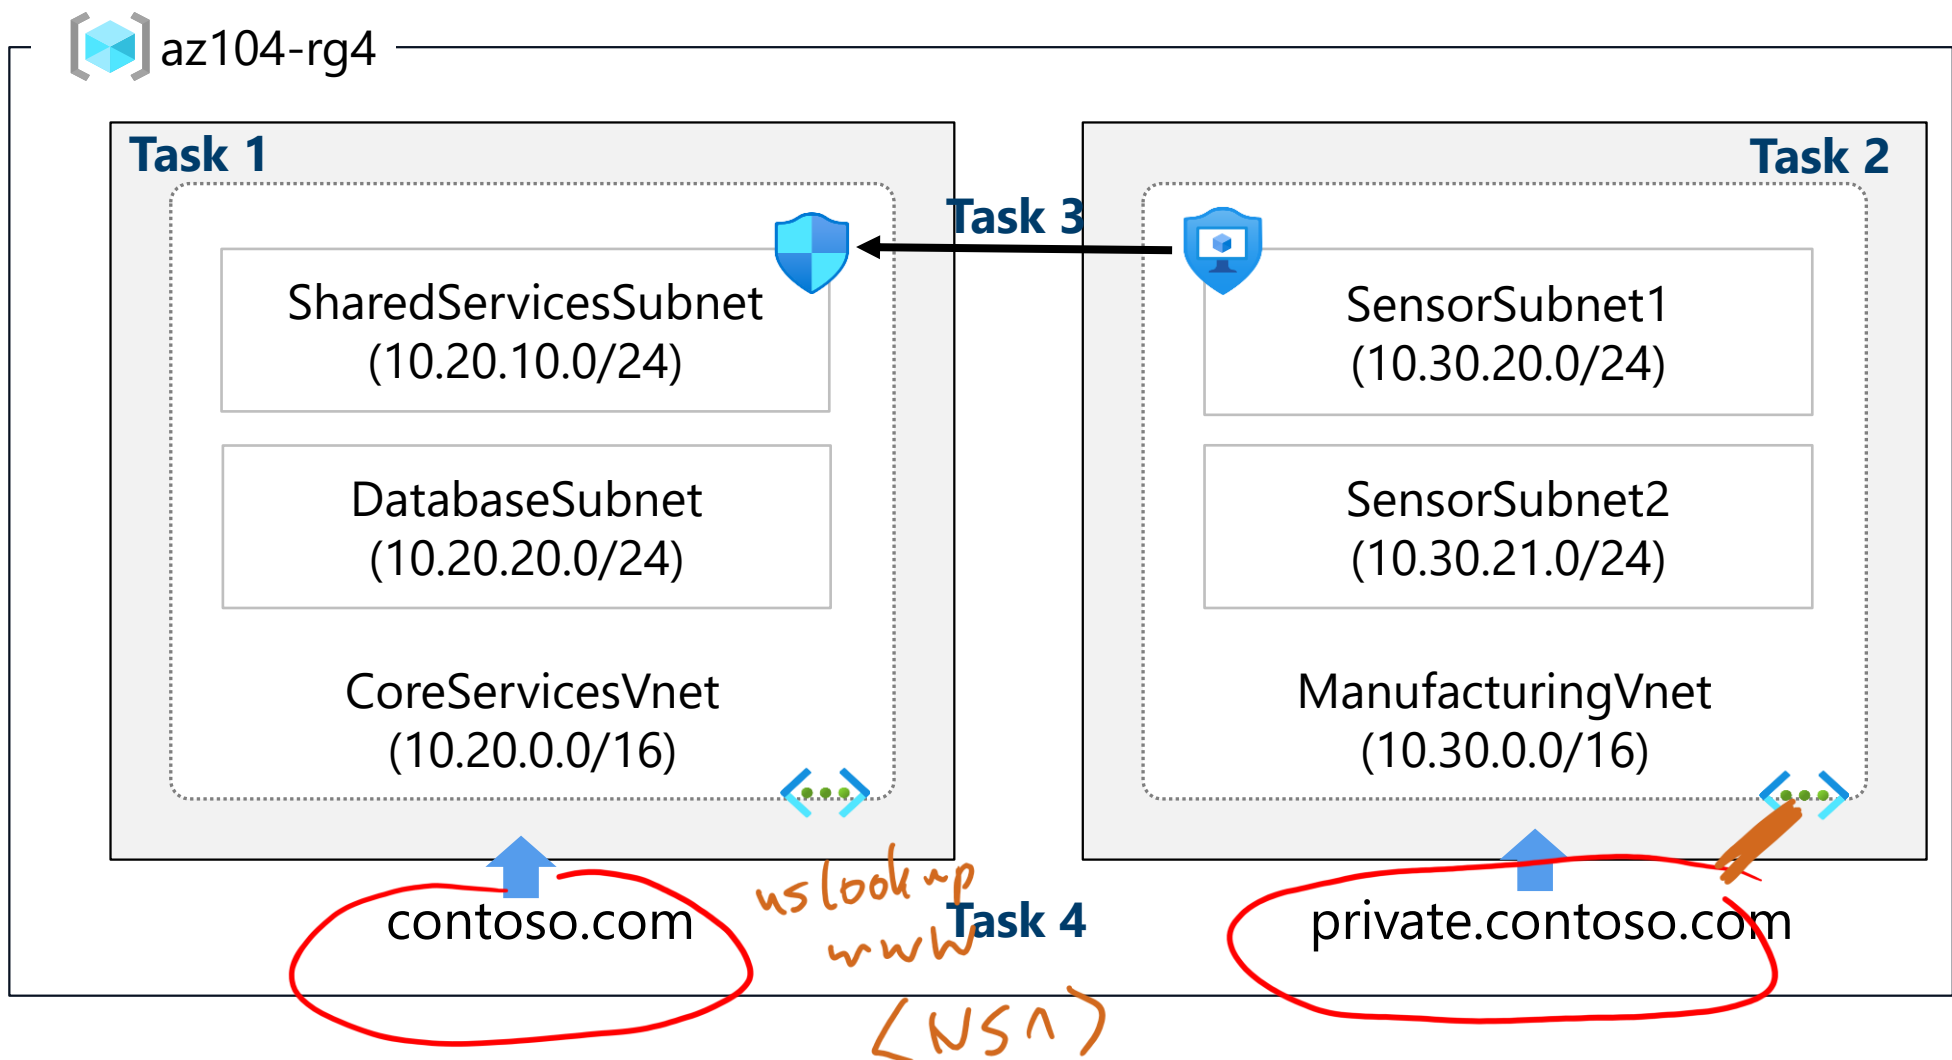 az104-rg4
Task 1
Task 2
Task 3
SharedServicesSubnet
(10.20.10.0/24)
SensorSubnet1
(10.30.20.0/24)
DatabaseSubnet
(10.20.20.0/24)
SensorSubnet2
(10.30.21.0/24)
CoreServicesVnet
(10.20.0.0/16)
ManufacturingVnet
(10.30.0.0/16)
contoso.com
nslookup
www
Task 4
private.contoso.com
<NS1>